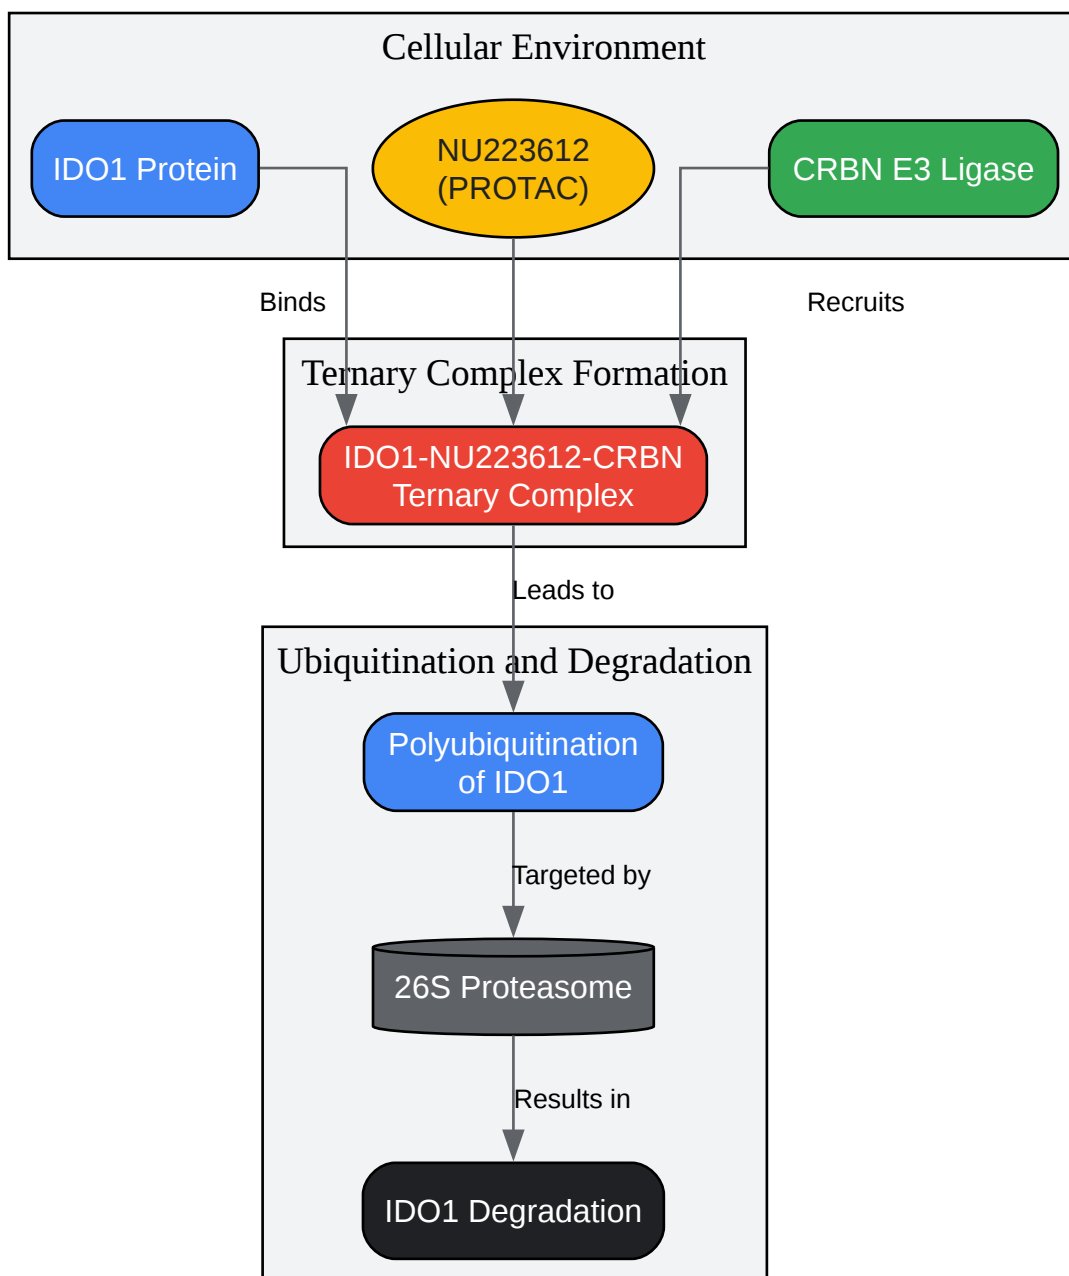 Cellular Environment
IDO1 Protein
NU223612
(PROTAC)
CRBN E3 Ligase
Binds
Recruits
Ternary Complex Formation
IDO1-NU223612-CRBN
Ternary Complex
Leads to
Ubiquitination and Degradation
Polyubiquitination
of IDO1
Targeted by
26S Proteasome
Results in
IDO1 Degradation